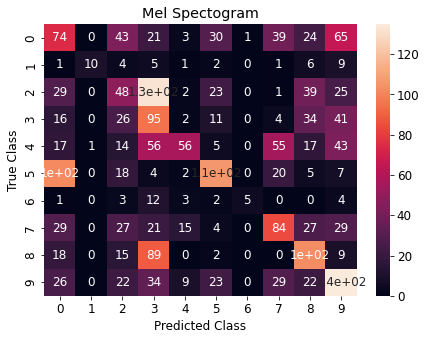 Mel Spectogram
0 74 0 43 21 3 30 1 39 24 65
1 1 10 4 5 1 2 0 1 6 9
2 29 0 48 1.3e+02 2 23 0 1 39 25
3 16 0 26 95 2 11 0 4 34 41
4 17 1 14 56 56 5 0 55 17 43
5 1e+02 0 18 4 2 1.1e+02 0 20 5 7
6 1 0 3 12 3 2 5 0 0 4
7 29 0 27 21 15 4 0 84 27 29
8 18 0 15 89 0 2 0 0 1e+02 9
9 26 0 22 34 9 23 0 29 22 4e+02
0 1 2 3 4 5 6 7 8 9
Predicted Class
True Class
120
100
80
60
40
20
0